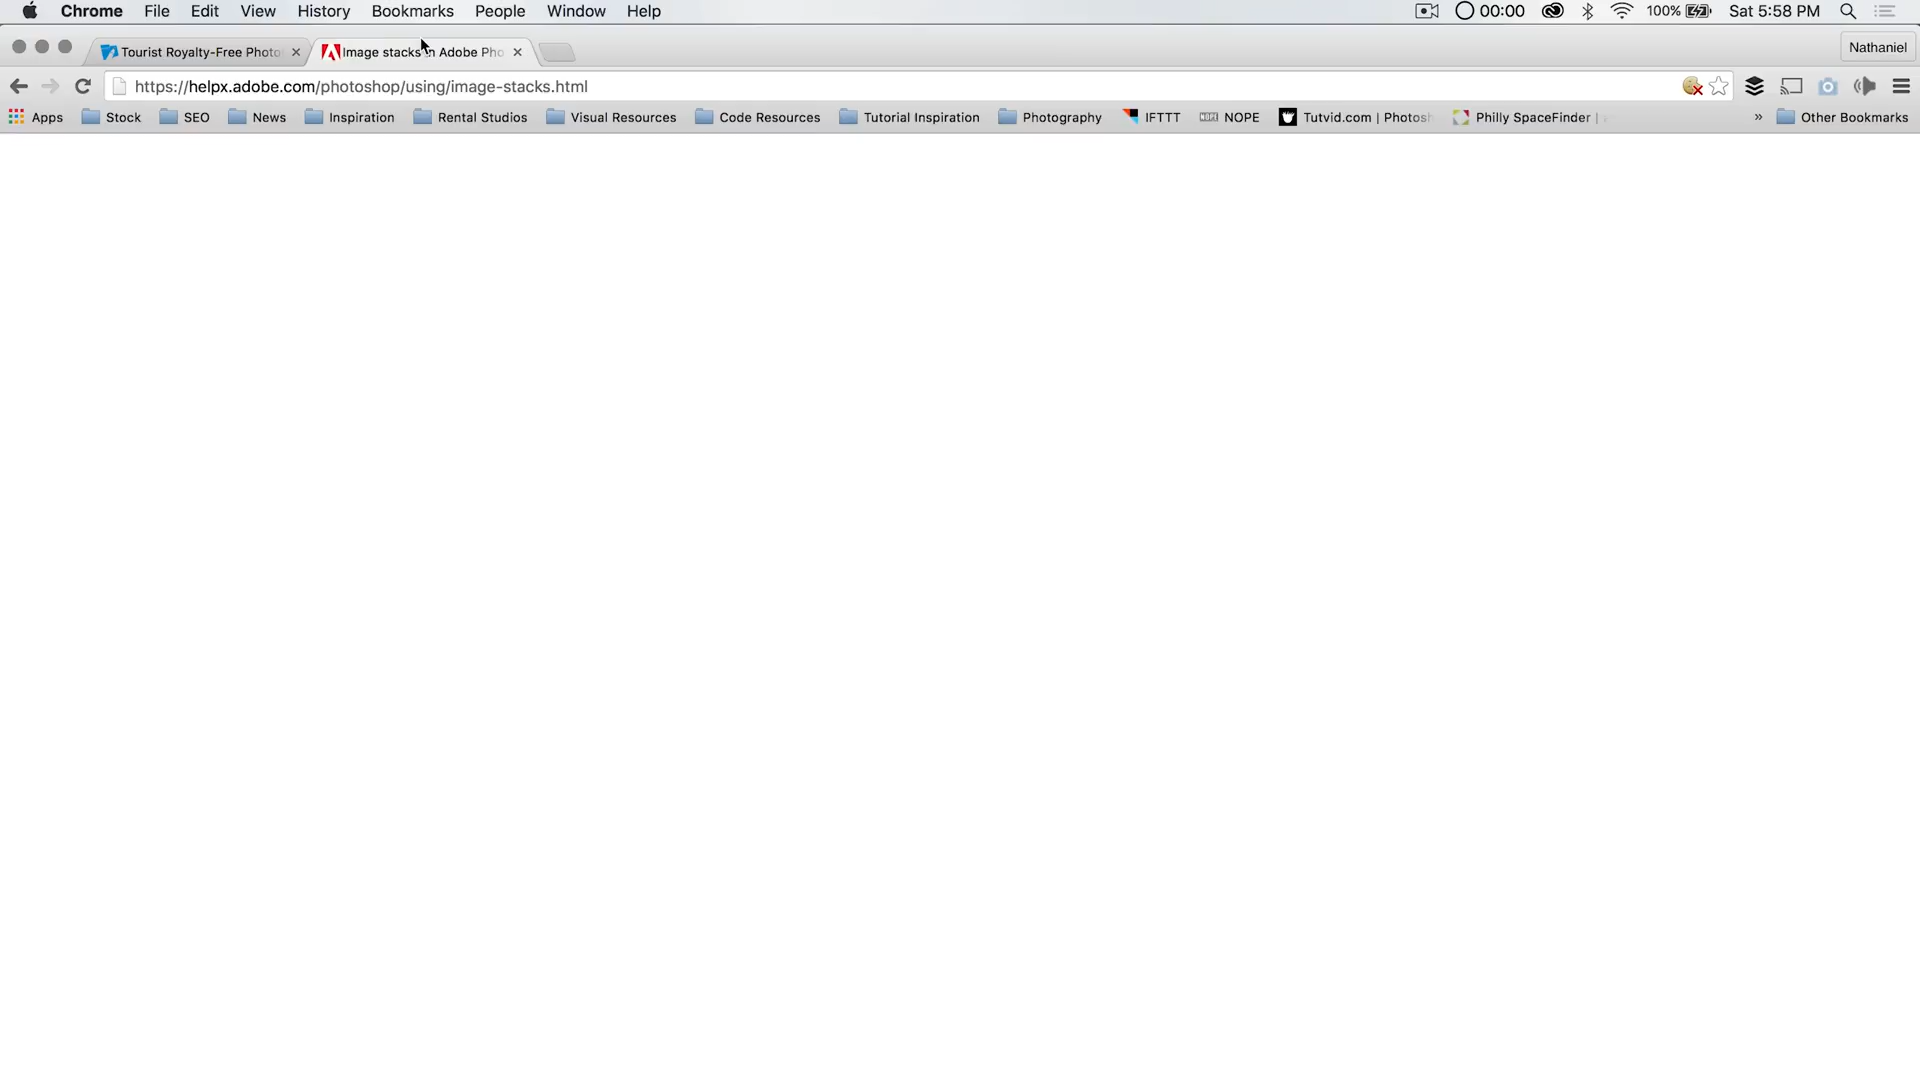 Chrome File Edit View History Bookmarks People Window Help 00:00 100% Sat 5:58 PM
Tourist Royalty-Free Photo Image stacks in Adobe Pho Nathaniel
https://helpx.adobe.com/photoshop/using/image-stacks.html
Apps Stock SEO News Inspiration Rental Studios Visual Resources Code Resources Tutorial Inspiration Photography IFTTT NOPE NOPE Tutvid.com | Photosh Philly SpaceFinder | » Other Bookmarks